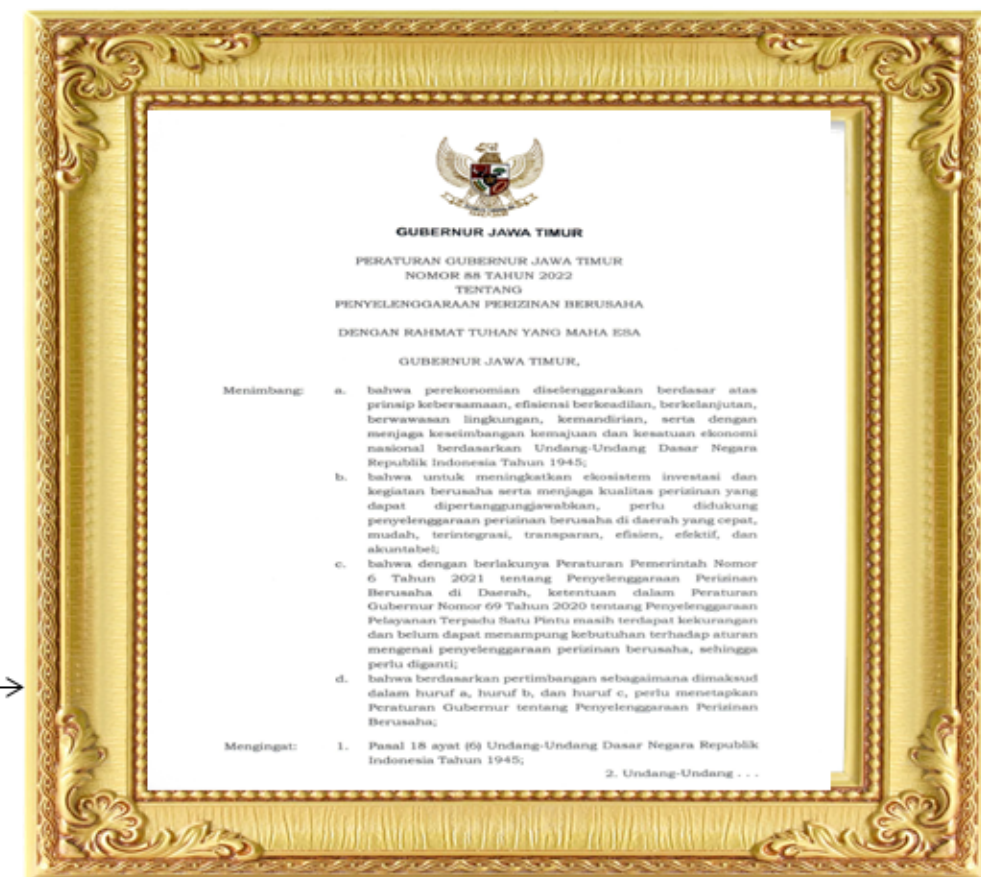 GUBERNUR JAWA TIMUR
PERATURAN GUBERNUR JAWA TIMUR
NOMOR 88 TAHUN 2022
TENTANG
PENYELENGGARAAN PERIZINAN BERUSAHA
DENGAN RAHMAT TUHAN YANG MAHA ESA
GUBERNUR JAWA TIMUR,
Menimbang: a. bahwa perekonomian diselenggarakan berdasar atas
prinsip kebersamaan, efisiensi berkeadilan, berkelanjutan,
berwawasan lingkungan, kemandirian, serta dengan
menjaga keseimbangan kemajuan dan kesatuan ekonomi
nasional berdasarkan Undang-Undang Dasar Negara
Republik Indonesia Tahun 1945;
b. bahwa untuk meningkatkan ekosistem investasi dan
kegiatan berusaha serta menjaga kualitas perizinan yang
dapat dipertanggungjawabkan, perlu didukung
penyelenggaraan perizinan berusaha di daerah yang cepat,
mudah, terintegrasi, transparan, efisien, efektif, dan
akuntabel;
c. bahwa dengan berlakunya Peraturan Pemerintah Nomor
6 Tahun 2021 tentang Penyelenggaraan Perizinan
Berusaha di Daerah, ketentuan dalam Peraturan
Gubernur Nomor 69 Tahun 2020 tentang Penyelenggaraan
Pelayanan Terpadu Satu Pintu masih terdapat kekurangan
dan belum dapat menampung kebutuhan terhadap aturan
mengenai penyelenggaraan perizinan berusaha, sehingga
perlu diganti;
d. bahwa berdasarkan pertimbangan sebagaimana dimaksud
dalam huruf a, huruf b, dan huruf c, perlu menetapkan
Peraturan Gubernur tentang Penyelenggaraan Perizinan
Berusaha;
Mengingat: 1. Pasal 18 ayat (6) Undang-Undang Dasar Negara Republik
Indonesia Tahun 1945;
2. Undang-Undang . . .